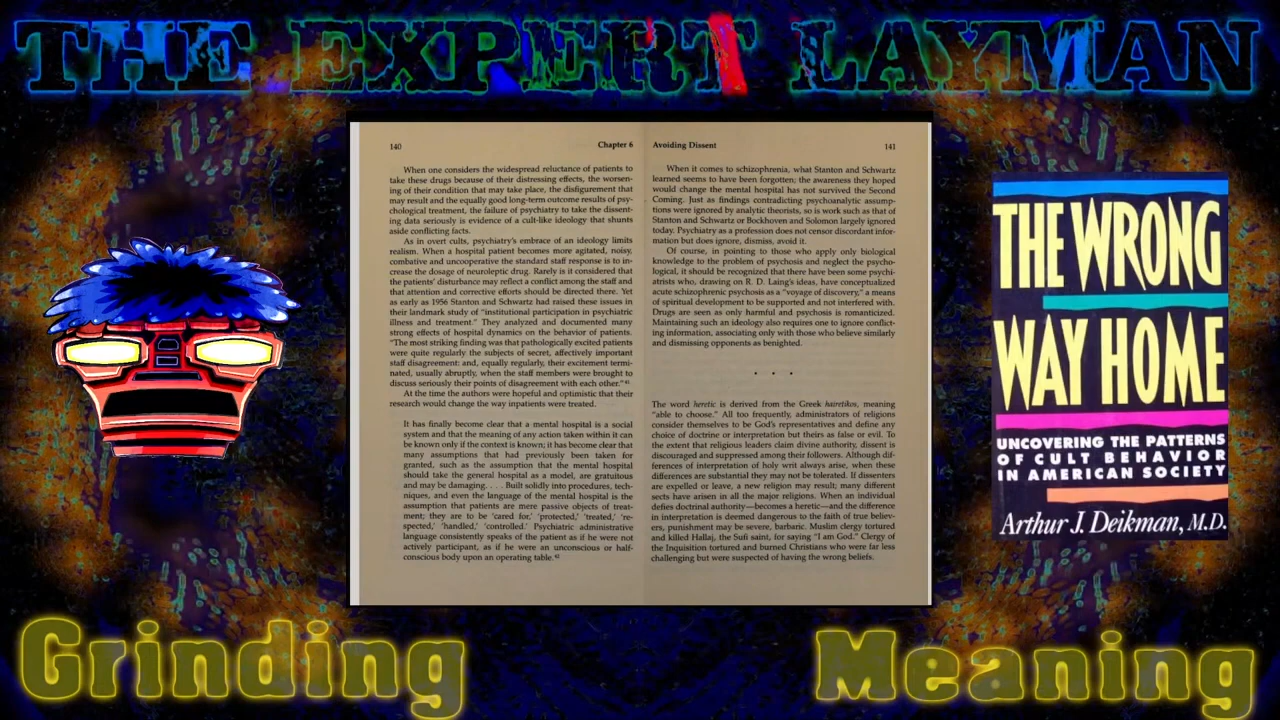 THE EXPERT LAYMAN
140 Chapter 6
When one considers the widespread reluctance of patients to
take these drugs because of their distressing effects, the worsen-
ing of their condition that may take place, the disfigurement that
may result and the equally good long-term outcome results of psy-
chological treatment, the failure of psychiatry to take the dissent-
ing data seriously is evidence of a cult-like ideology that shunts
aside conflicting facts.
As in overt cults, psychiatry's embrace of an ideology limits
realism. When a hospital patient becomes more agitated, noisy,
combative and uncooperative the standard staff response is to in-
crease the dosage of neuroleptic drug. Rarely is it considered that
the patients' disturbance may reflect a conflict among the staff and
that attention and corrective efforts should be directed there. Yet
as early as 1956 Stanton and Schwartz had raised these issues in
their landmark study of "institutional participation in psychiatric
illness and treatment." They analyzed and documented many
strong effects of hospital dynamics on the behavior of patients.
"The most striking finding was that pathologically excited patients
were quite regularly the subjects of secret, affectively important
staff disagreement: and, equally regularly, their excitement termi-
nated, usually abruptly, when the staff members were brought to
discuss seriously their points of disagreement with each other."41
At the time the authors were hopeful and optimistic that their
research would change the way inpatients were treated.
It has finally become clear that a mental hospital is a social
system and that the meaning of any action taken within it can
be known only if the context is known; it has become clear that
many assumptions that had previously been taken for
granted, such as the assumption that the mental hospital
should take the general hospital as a model, are gratuitous
and may be damaging. . . . Built solidly into procedures, tech-
niques, and even the language of the mental hospital is the
assumption that patients are mere passive objects of treat-
ment; they are to be 'cared for,' 'protected,' 'treated,' 're-
spected,' 'handled,' 'controlled.' Psychiatric administrative
language consistently speaks of the patient as if he were not
actively participant, as if he were an unconscious or half-
conscious body upon an operating table.42
Avoiding Dissent 141
When it comes to schizophrenia, what Stanton and Schwartz
learned seems to have been forgotten; the awareness they hoped
would change the mental hospital has not survived the Second
Coming. Just as findings contradicting psychoanalytic assump-
tions were ignored by analytic theorists, so is work such as that of
Stanton and Schwartz or Bockhoven and Solomon largely ignored
today. Psychiatry as a profession does not censor discordant infor-
mation but does ignore, dismiss, avoid it.
Of course, in pointing to those who apply only biological
knowledge to the problem of psychosis and neglect the psycho-
logical, it should be recognized that there have been some psychi-
atrists who, drawing on R. D. Laing's ideas, have conceptualized
acute schizophrenic psychosis as a "voyage of discovery," a means
of spiritual development to be supported and not interfered with.
Drugs are seen as only harmful and psychosis is romanticized.
Maintaining such an ideology also requires one to ignore conflict-
ing information, associating only with those who believe similarly
and dismissing opponents as benighted.
• • •
The word heretic is derived from the Greek hairetikos, meaning
"able to choose." All too frequently, administrators of religions
consider themselves to be God's representatives and define any
choice of doctrine or interpretation but theirs as false or evil. To
the extent that religious leaders claim divine authority, dissent is
discouraged and suppressed among their followers. Although dif-
ferences of interpretation of holy writ always arise, when these
differences are substantial they may not be tolerated. If dissenters
are expelled or leave, a new religion may result; many different
sects have arisen in all the major religions. When an individual
defies doctrinal authority—becomes a heretic—and the difference
in interpretation is deemed dangerous to the faith of true believ-
ers, punishment may be severe, barbaric. Muslim clergy tortured
and killed Hallaj, the Sufi saint, for saying "I am God." Clergy of
the Inquisition tortured and burned Christians who were far less
challenging but were suspected of having the wrong beliefs.
THE WRONG
WAY HOME
UNCOVERING THE PATTERNS
OF CULT BEHAVIOR
IN AMERICAN SOCIETY
Arthur J. Deikman, M.D.
Grinding Meaning